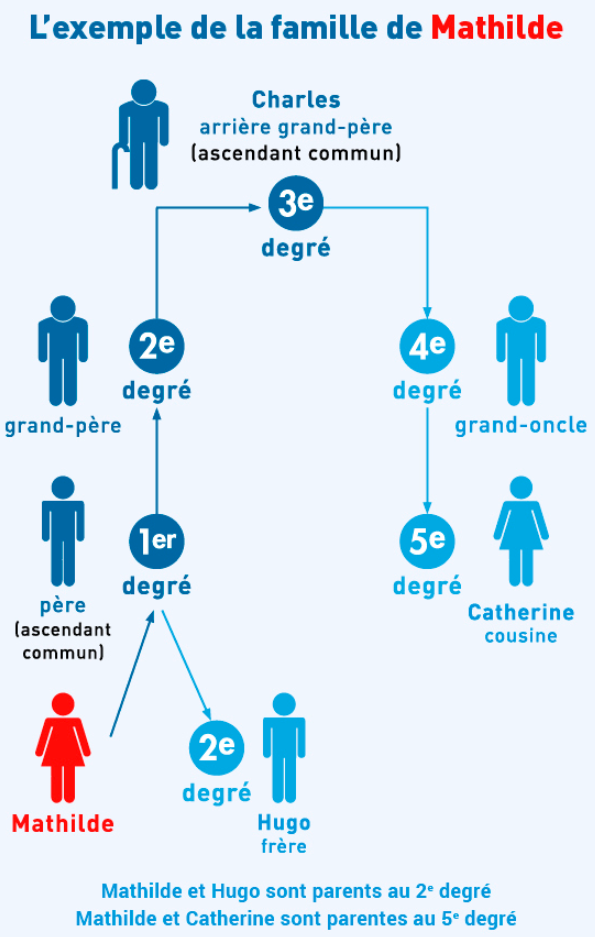 L'exemple de la famille de Mathilde
Charles
arrière grand-père
(ascendant commun)
3e
degré
2e
degré
grand-père
4e
degré
grand-oncle
1er
degré
père
(ascendant
commun)
5e
degré
Catherine
cousine
Mathilde
2e
degré
Hugo
frère
Mathilde et Hugo sont parents au 2e degré
Mathilde et Catherine sont parentes au 5e degré